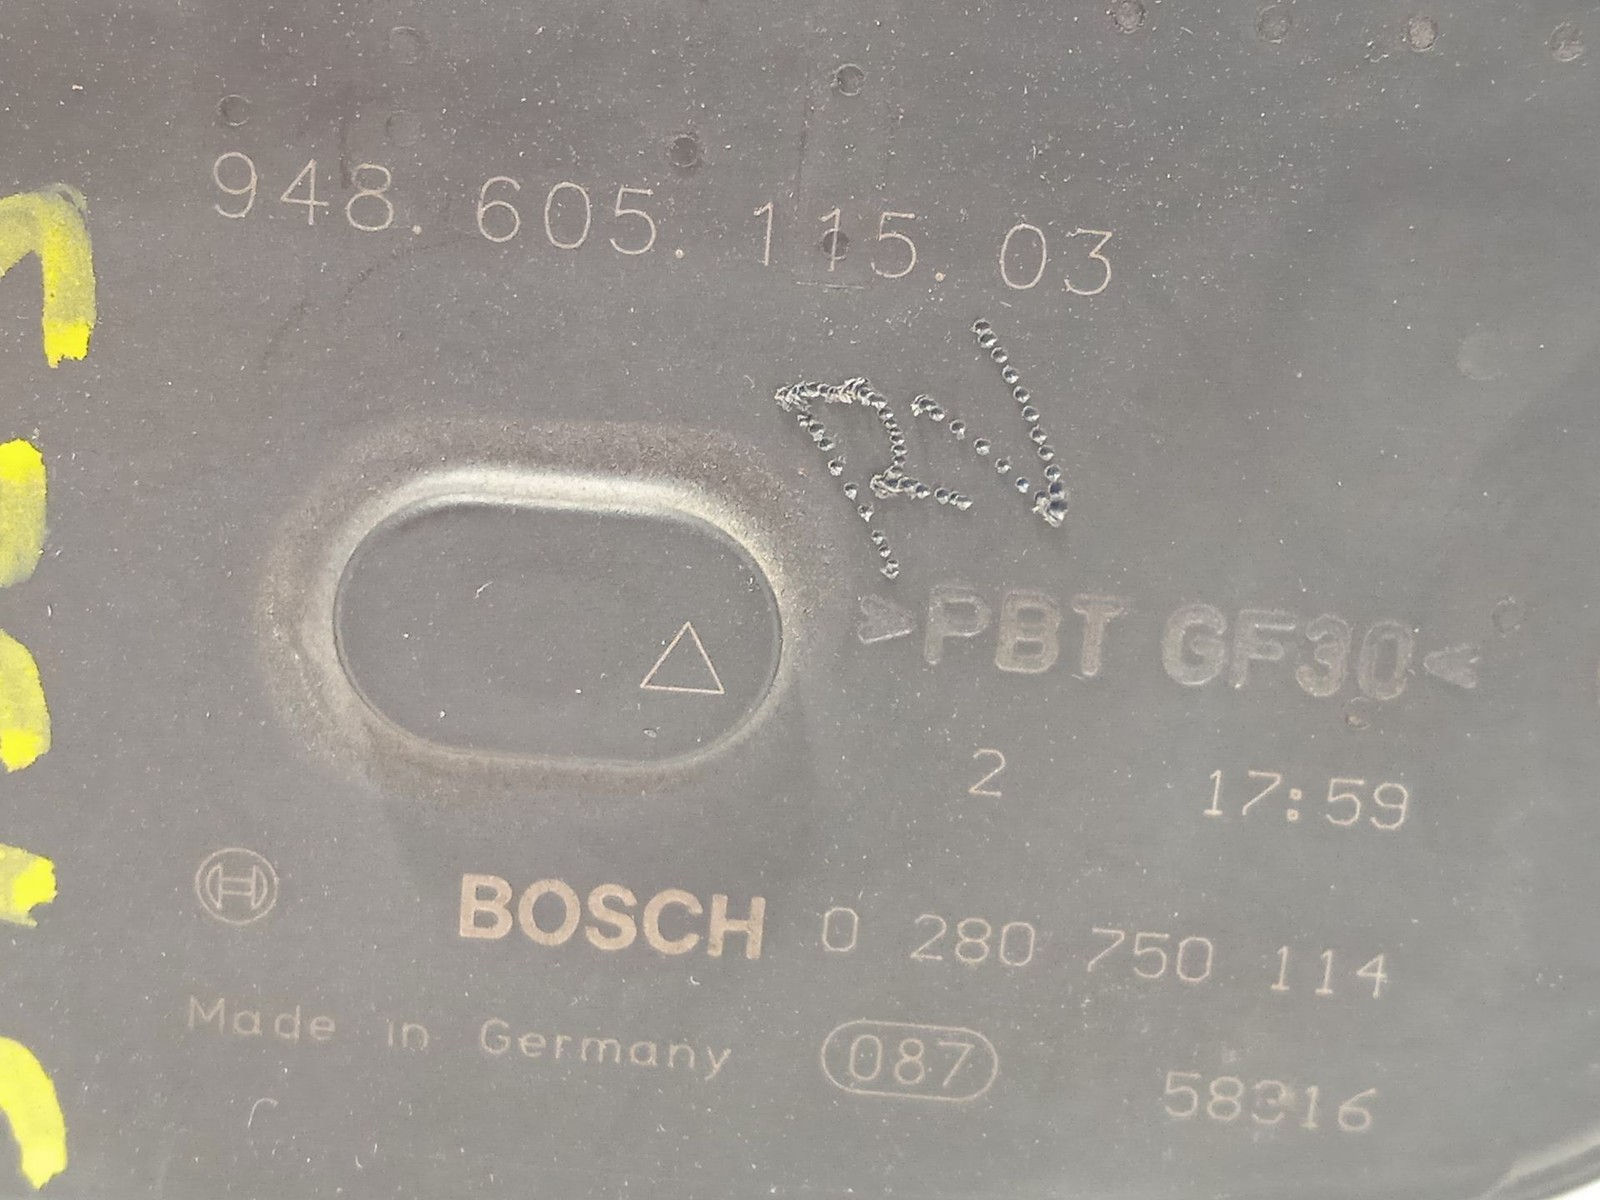 948.605.115.03
RV
>PBT GF30<
2 17:59
BOSCH 0 280 750 114
Made in Germany 087 58316